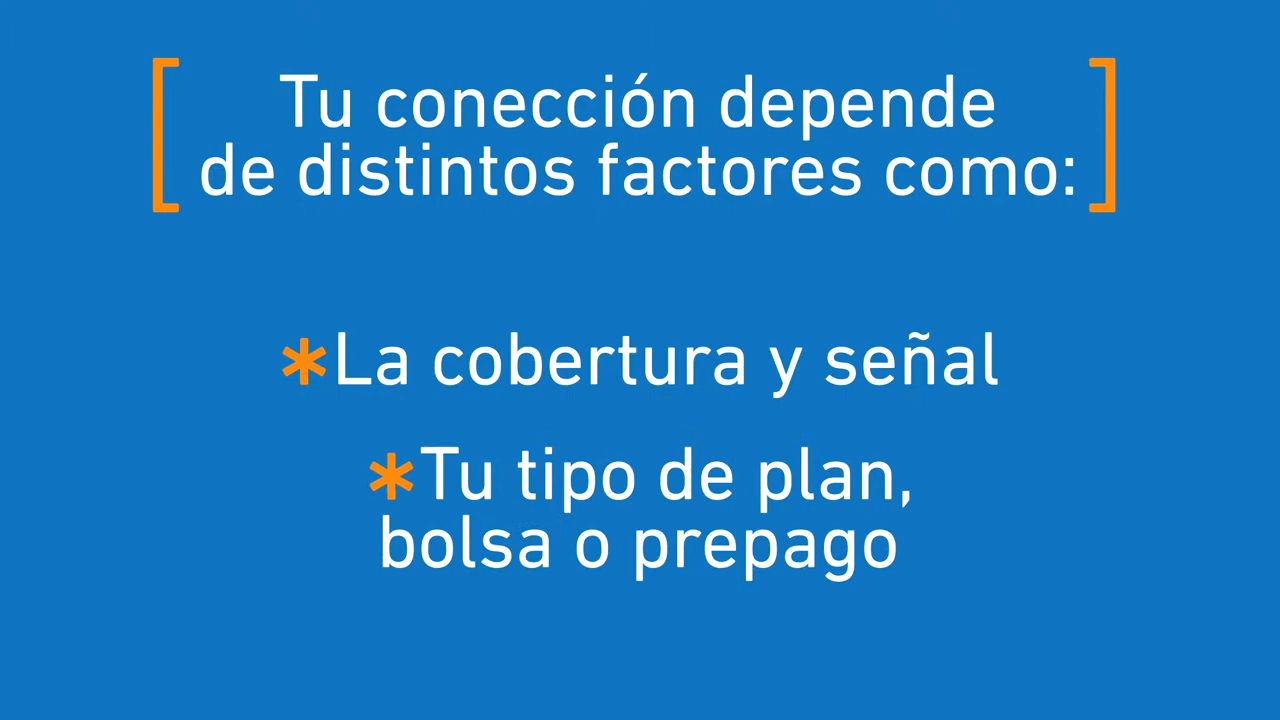 Tu conección depende
de distintos factores como:
*La cobertura y señal
*Tu tipo de plan,
bolsa o prepago